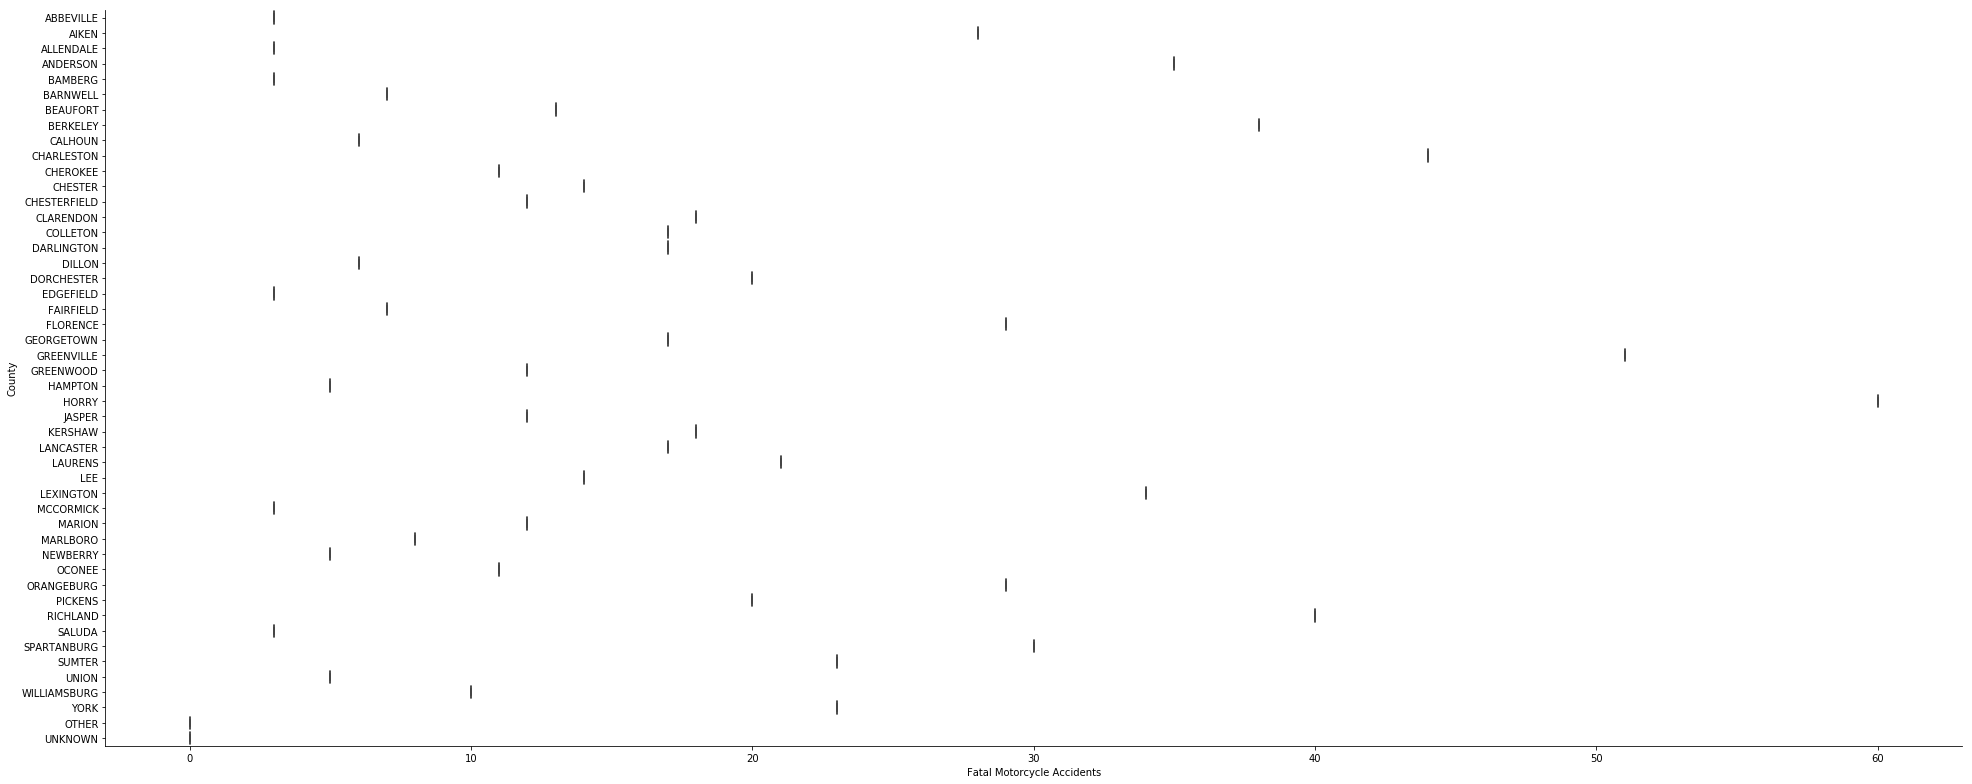 ABBEVILLE
AIKEN
ALLENDALE
ANDERSON
BAMBERG
BARNWELL
BEAUFORT
BERKELEY
CALHOUN
CHARLESTON
CHEROKEE
CHESTER
CHESTERFIELD
CLARENDON
COLLETON
DARLINGTON
DILLON
DORCHESTER
EDGEFIELD
FAIRFIELD
FLORENCE
GEORGETOWN
GREENVILLE
GREENWOOD
HAMPTON
HORRY
JASPER
KERSHAW
LANCASTER
LAURENS
LEE
LEXINGTON
MCCORMICK
MARION
MARLBORO
NEWBERRY
OCONEE
ORANGEBURG
PICKENS
RICHLAND
SALUDA
SPARTANBURG
SUMTER
UNION
WILLIAMSBURG
YORK
OTHER
UNKNOWN
County
0 10 20 30 40 50 60
Fatal Motorcycle Accidents